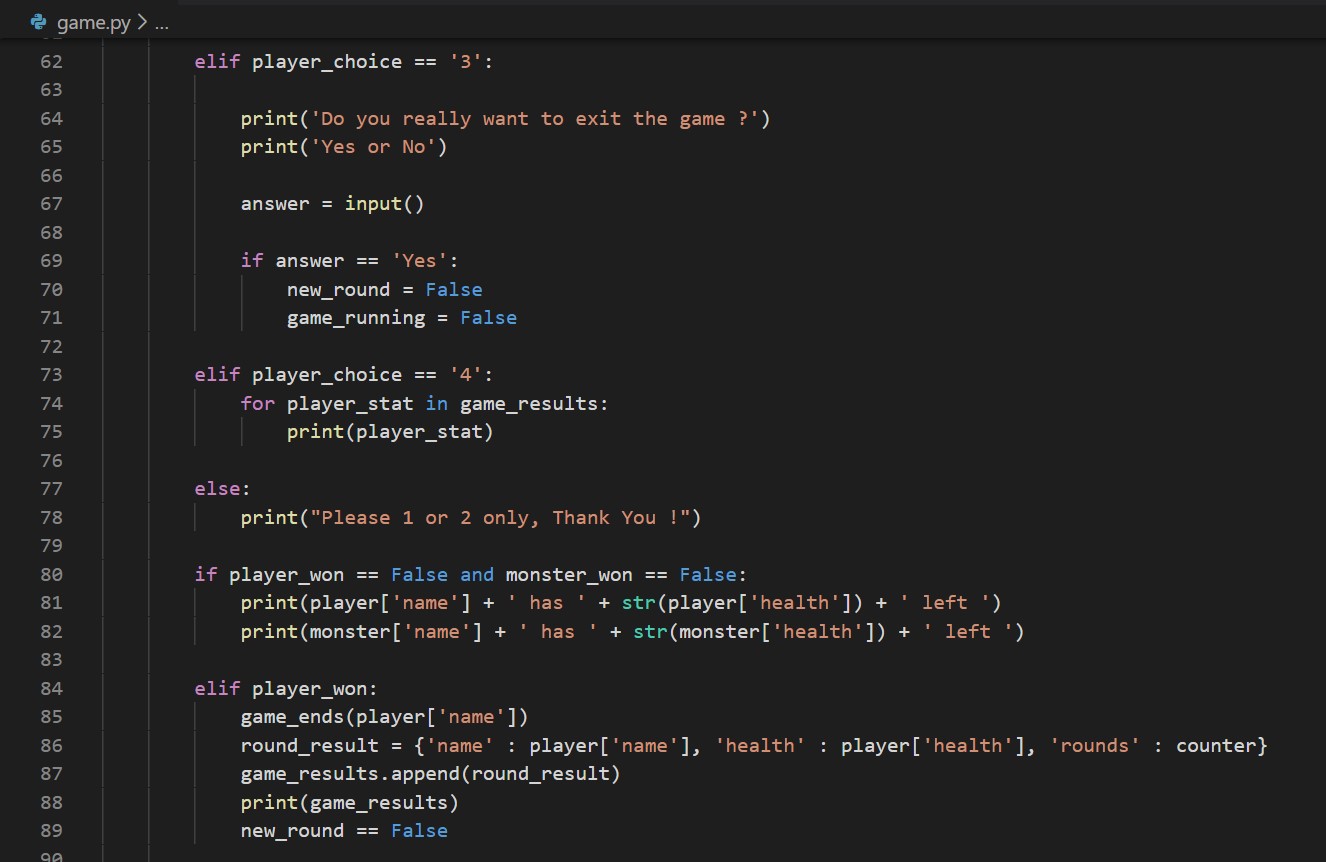 game.py > ...
62 elif player_choice == '3':
63
64 print('Do you really want to exit the game ?')
65 print('Yes or No')
66
67 answer = input()
68
69 if answer == 'Yes':
70 new_round = False
71 game_running = False
72
73 elif player_choice == '4':
74 for player_stat in game_results:
75 print(player_stat)
76
77 else:
78 print("Please 1 or 2 only, Thank You !")
79
80 if player_won == False and monster_won == False:
81 print(player['name'] + ' has ' + str(player['health']) + ' left ')
82 print(monster['name'] + ' has ' + str(monster['health']) + ' left ')
83
84 elif player_won:
85 game_ends(player['name'])
86 round_result = {'name' : player['name'], 'health' : player['health'], 'rounds' : counter}
87 game_results.append(round_result)
88 print(game_results)
89 new_round == False
90